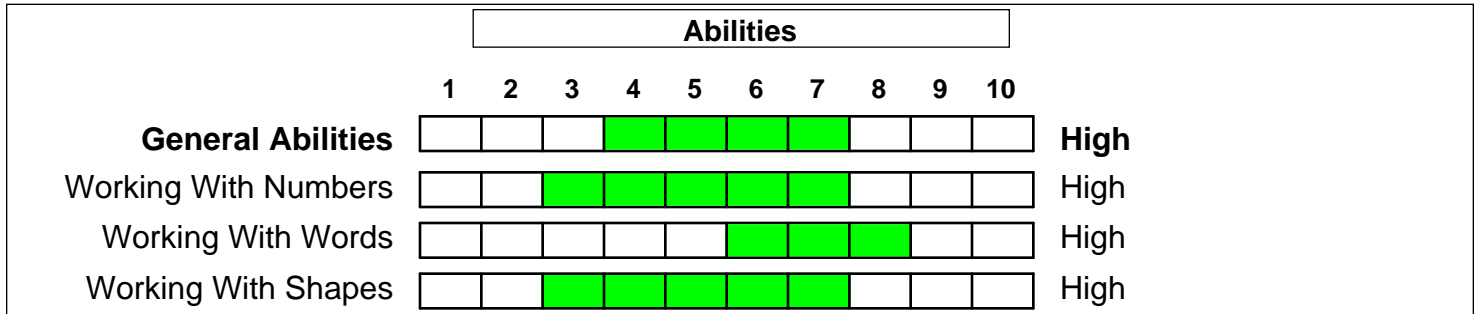 Abilities
1 2 3 4 5 6 7 8 9 10
General Abilities High
Working With Numbers High
Working With Words High
Working With Shapes High